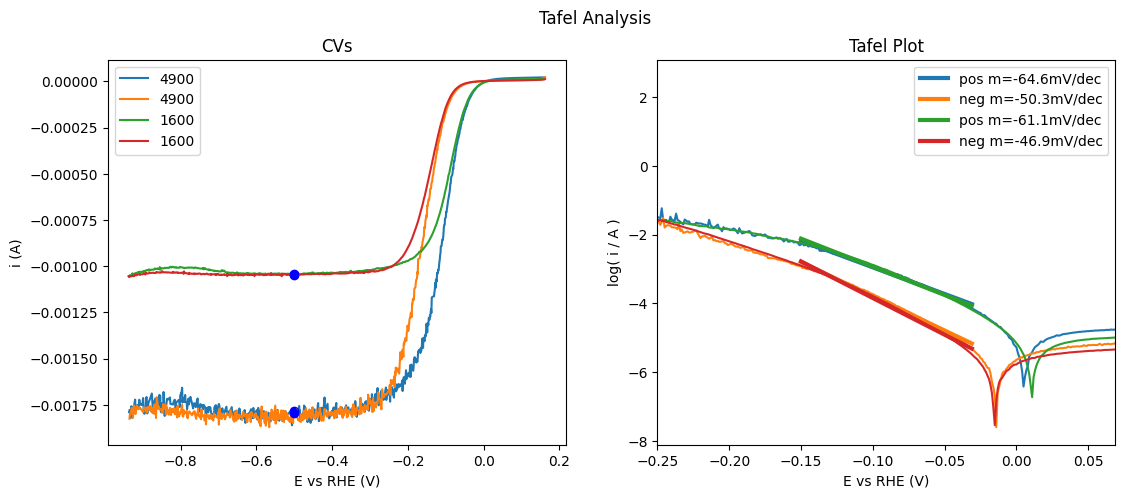 Tafel Analysis
CVs
4900
4900
1600
1600
0.00000
−0.00025
−0.00050
−0.00075
−0.00100
−0.00125
−0.00150
−0.00175
i (A)
−0.8
−0.6
−0.4
−0.2
0.0
0.2
E vs RHE (V)
Tafel Plot
pos m=-64.6mV/dec
neg m=-50.3mV/dec
pos m=-61.1mV/dec
neg m=-46.9mV/dec
2
0
−2
−4
−6
−8
log( i / A )
−0.25
−0.20
−0.15
−0.10
−0.05
0.00
0.05
E vs RHE (V)